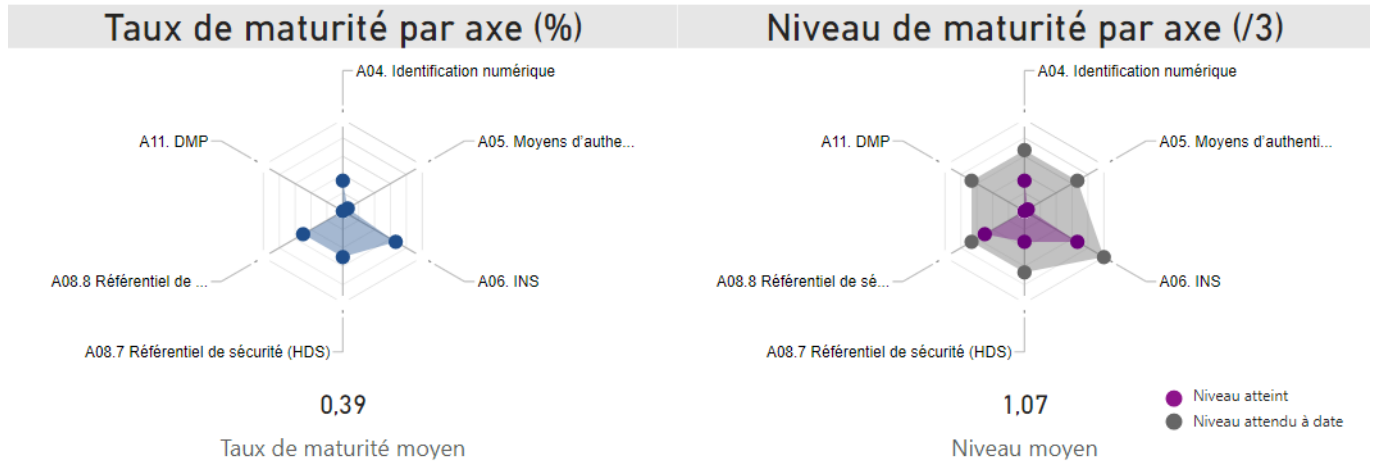 Taux de maturité par axe (%)
A04. Identification numérique
A11. DMP
A05. Moyens d'authe...
A08.8 Référentiel de ...
A06. INS
A08.7 Référentiel de sécurité (HDS)
0,39
Taux de maturité moyen
Niveau de maturité par axe (/3)
A04. Identification numérique
A11. DMP
A05. Moyens d'authenti...
A08.8 Référentiel de sé...
A06. INS
A08.7 Référentiel de sécurité (HDS)
1,07
Niveau moyen
Niveau atteint
Niveau attendu à date